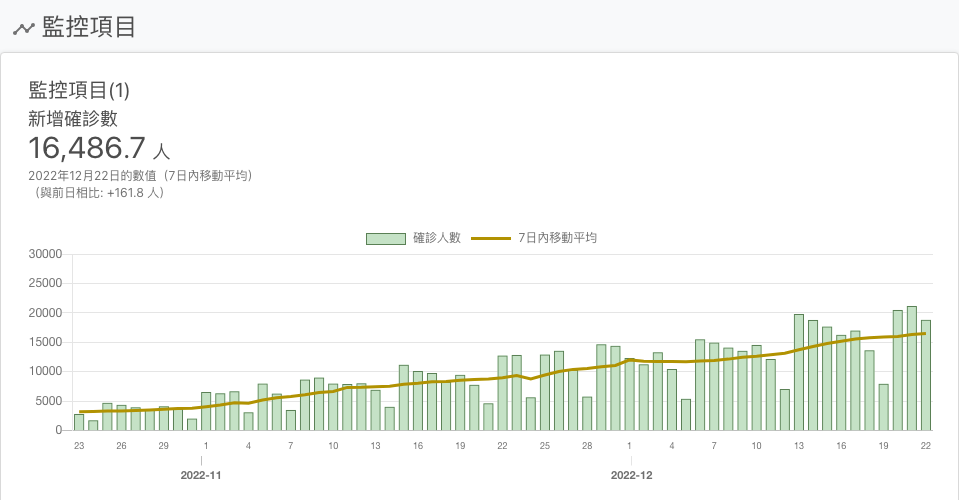 監控項目
監控項目(1)
新增確診數
16,486.7 人
2022年12月22日的數值（7日內移動平均）
（與前日相比: +161.8 人）
確診人數 7日內移動平均
30000
25000
20000
15000
10000
5000
0
23 26 29 1 4 7 10 13 16 19 22 25 28 1 4 7 10 13 16 19 22
2022-11 2022-12